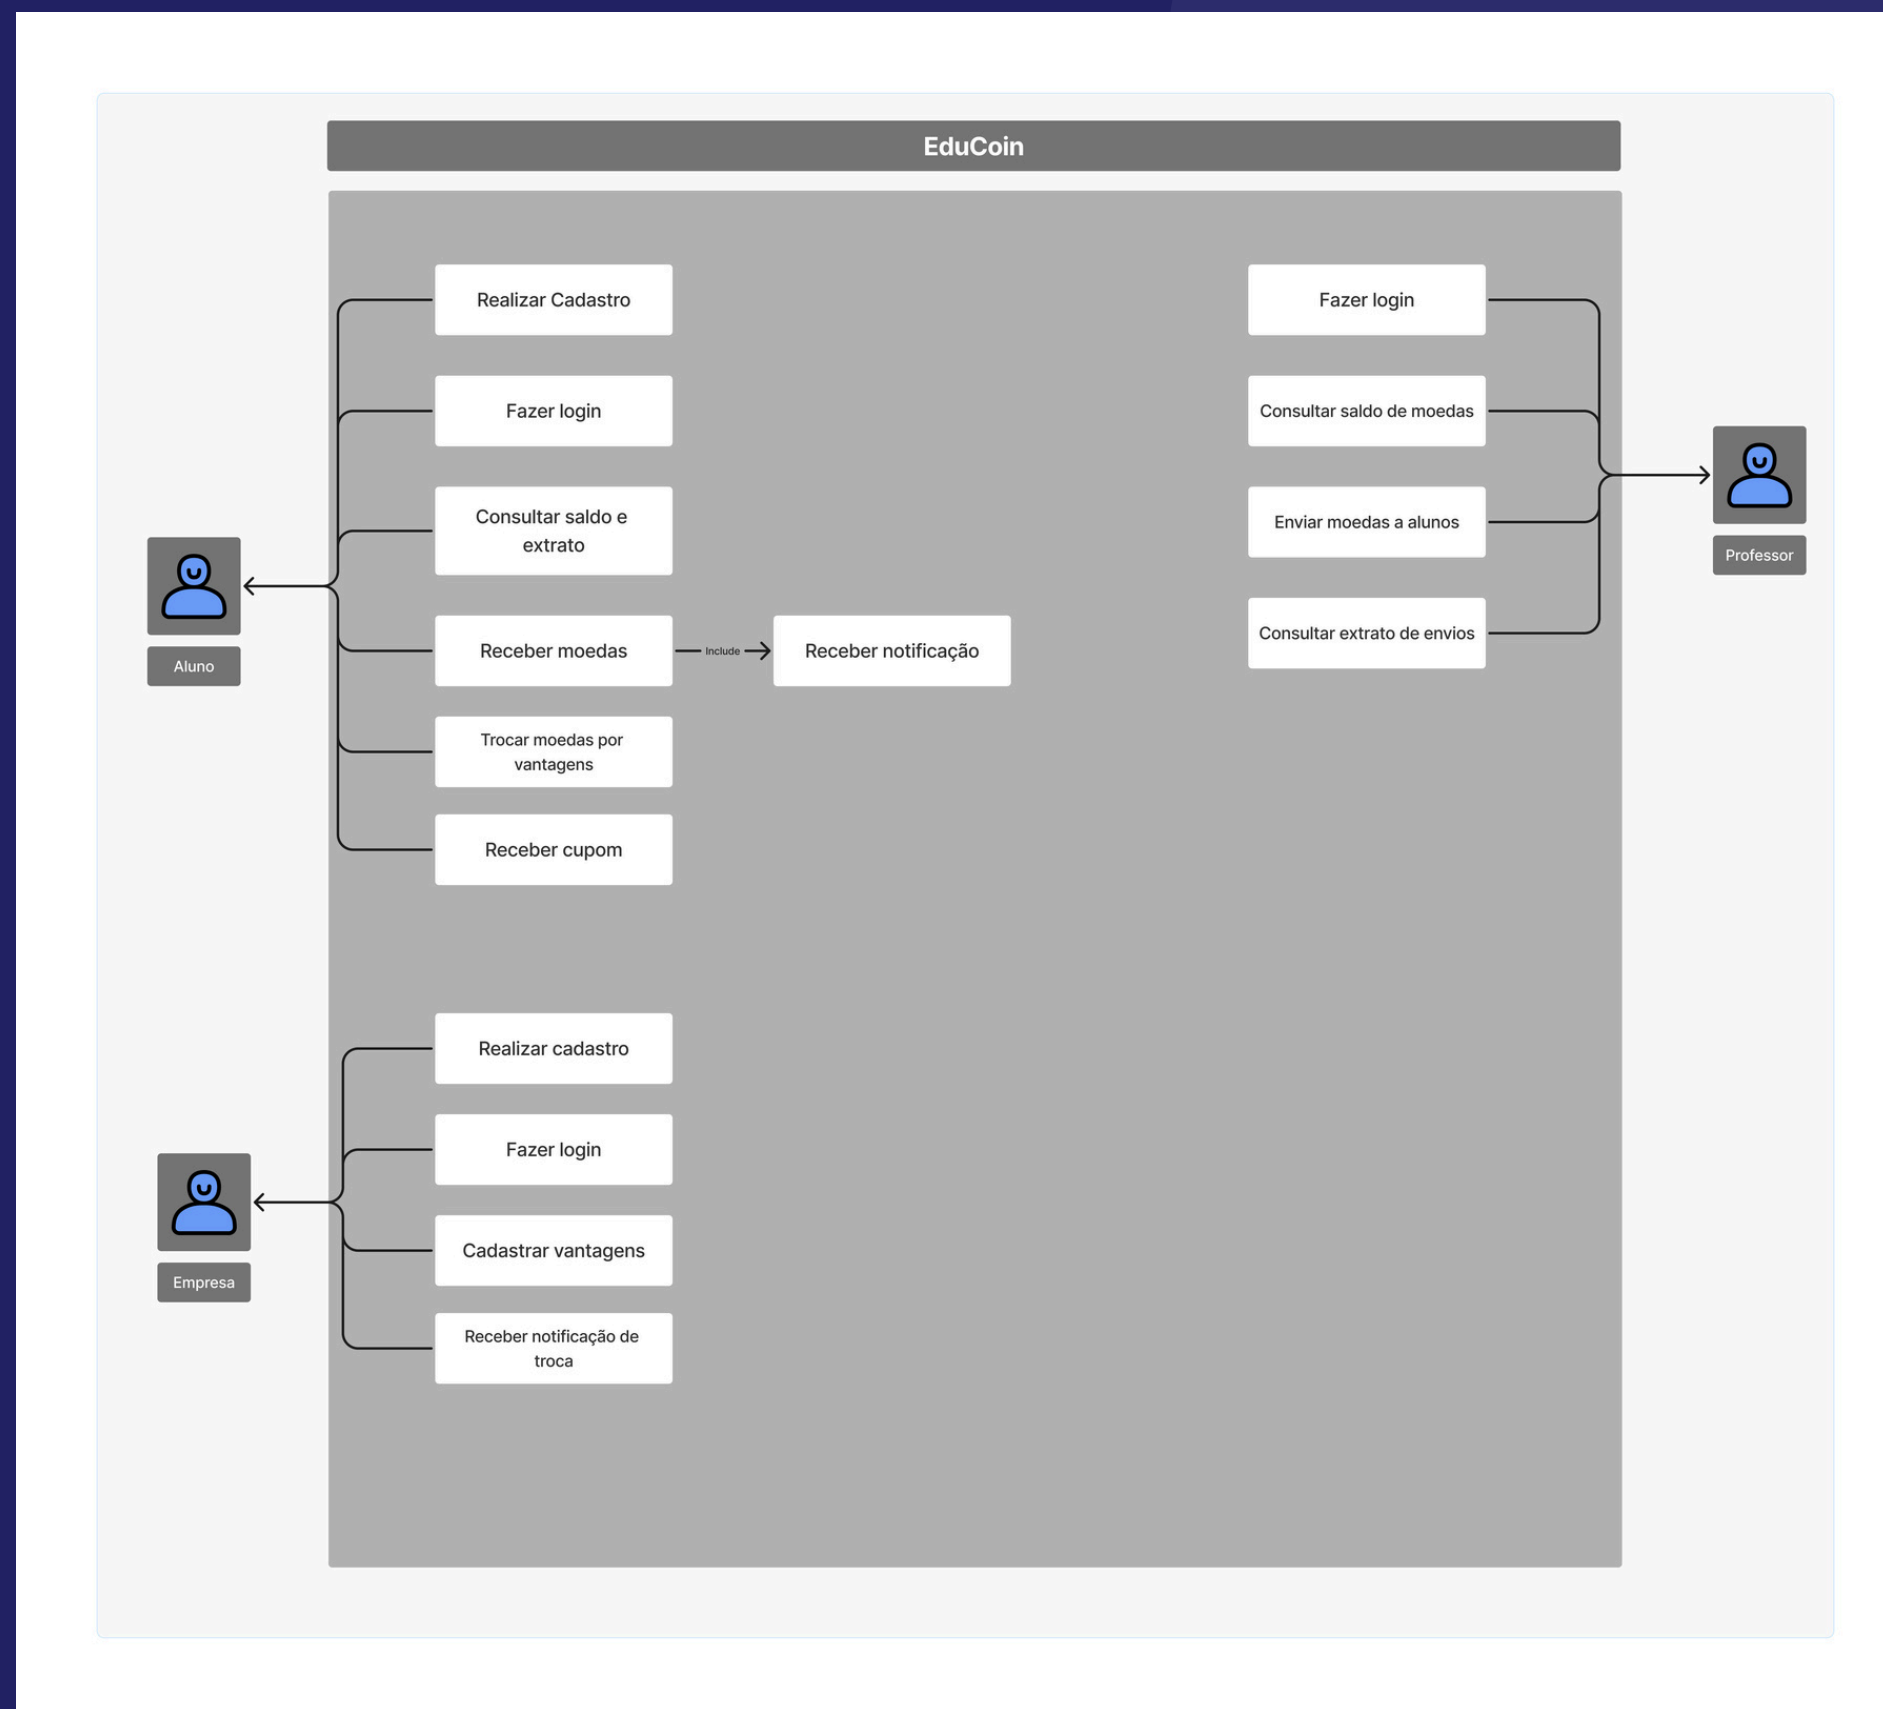 EduCoin
Realizar Cadastro
Fazer login
Consultar saldo e
extrato
Receber moedas
Include
Receber notificação
Trocar moedas por
vantagens
Receber cupom
Aluno
Fazer login
Consultar saldo de moedas
Enviar moedas a alunos
Consultar extrato de envios
Professor
Realizar cadastro
Fazer login
Cadastrar vantagens
Receber notificação de
troca
Empresa